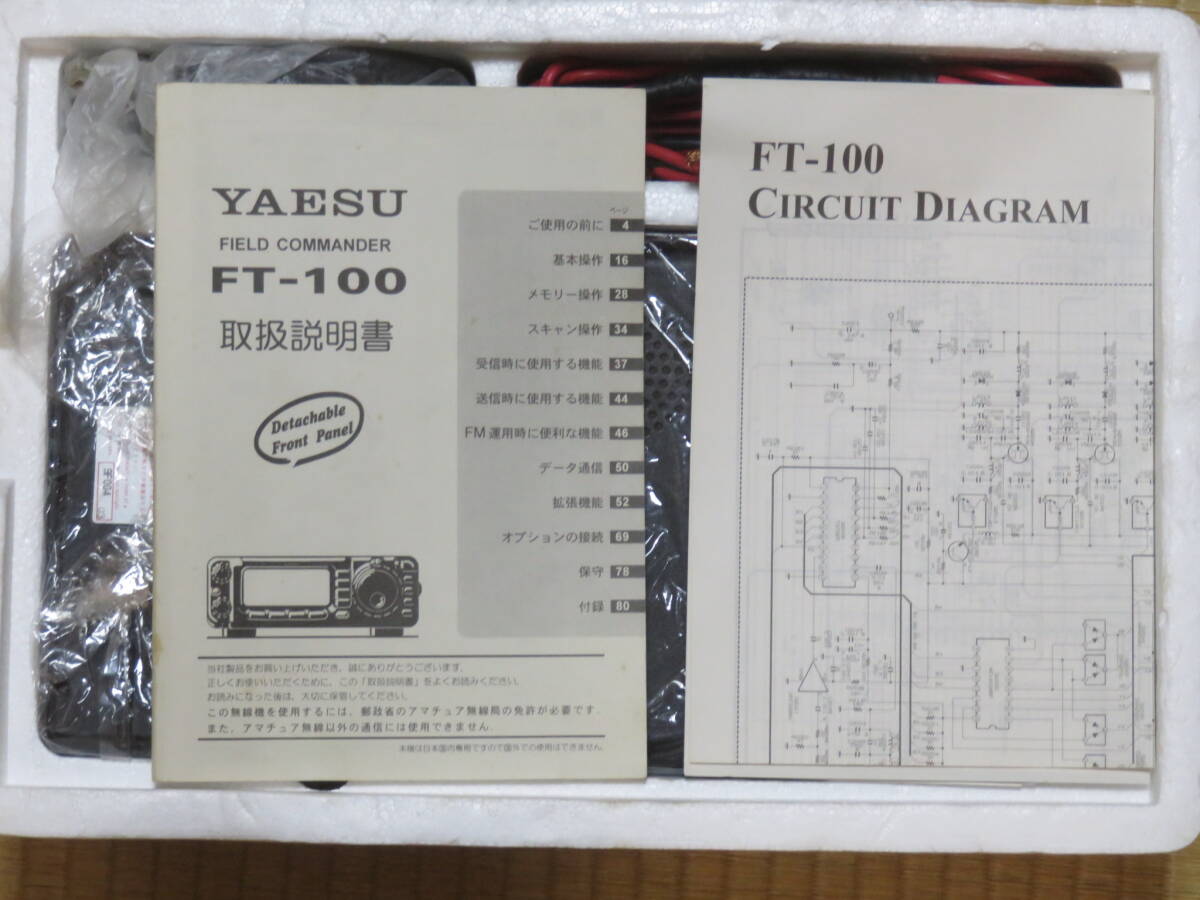 YAESU
FIELD COMMANDER
FT-100
取扱説明書
Detachable
Front Panel
ページ
ご使用の前に 4
基本操作 16
メモリー操作 28
スキャン操作 34
受信時に使用する機能 37
送信時に使用する機能 44
FM運用時に便利な機能 46
データ通信 50
拡張機能 52
オプションの接続 69
保守 78
付録 80
当社製品をお買い上げいただき、誠にありがとうございます。
正しくお使いいただくために、この「取扱説明書」をよくお読みください。
お読みになった後は、大切に保管してください。
この無線機を使用するには、郵政省のアマチュア無線局の免許が必要です.
また、アマチュア無線以外の通信には使用できません.
本機は日本国内専用ですので国外での使用はできません.
FT-100
CIRCUIT DIAGRAM